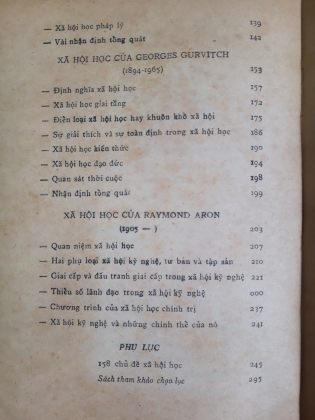 — Xã hội học pháp lý 139
— Vài nhận định tổng quát 142
XÃ HỘI HỌC CỦA GEORGES GURVITCH
(1894-1965) 153
— Định nghĩa xã hội học 157
— Xã hội học giai tầng 172
— Điển loại xã hội học hay khuôn khổ xã hội 175
— Sự giải thích và sự toàn định trong xã hội học 186
— Xã hội học kiến thức 190
— Xã hội học đạo đức 194
— Quan sát thời cuộc 198
— Nhận định tổng quát 199
XÃ HỘI HỌC CỦA RAYMOND ARON
(1905 — ) 203
— Quan niệm xã hội học 207
— Hai phụ loại xã hội kỹ nghệ, tư bản và tập sản 210
— Giai cấp và đấu tranh giai cấp trong xã hội kỹ nghệ 221
— Thiểu số lãnh đạo trong xã hội kỹ nghệ 000
— Chương trình của xã hội học chính trị 237
— Xã hội kỹ nghệ và những chính thể của nó 241
PHỤ LỤC
158 chủ đề xã hội học 245
Sách tham khảo chọn lọc 295